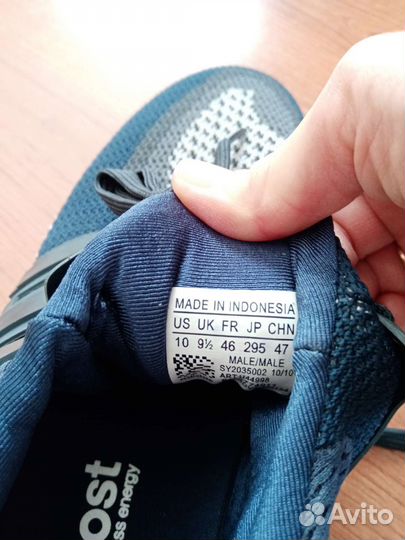 MADE IN INDONESIA
US UK FR JP CHN
10 9½ 46 295 47
MALE/MALE
SY2035002 10/10
ost
ss energy
Avito